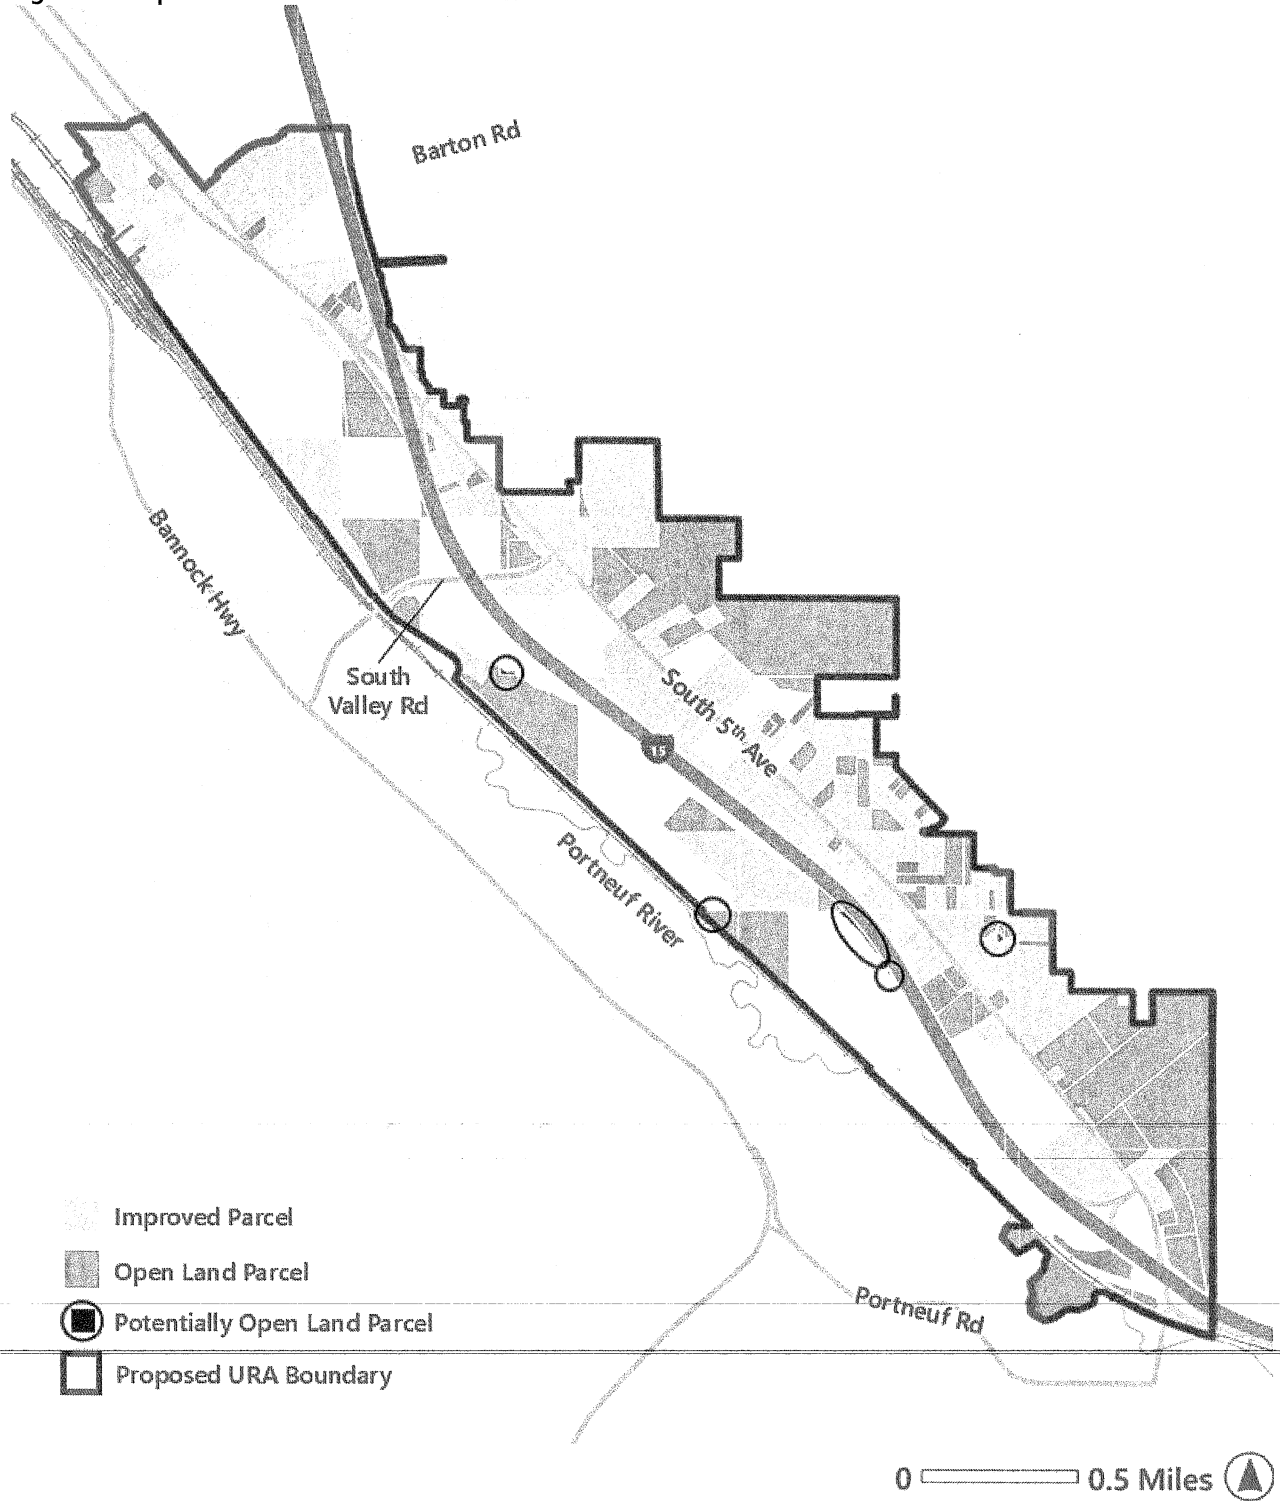 Barton Rd
Bannock Hwy
South
Valley Rd
South 5th Ave
15
Portneuf River
Improved Parcel
Open Land Parcel
Potentially Open Land Parcel
Proposed URA Boundary
Portneuf Rd
0 0.5 Miles